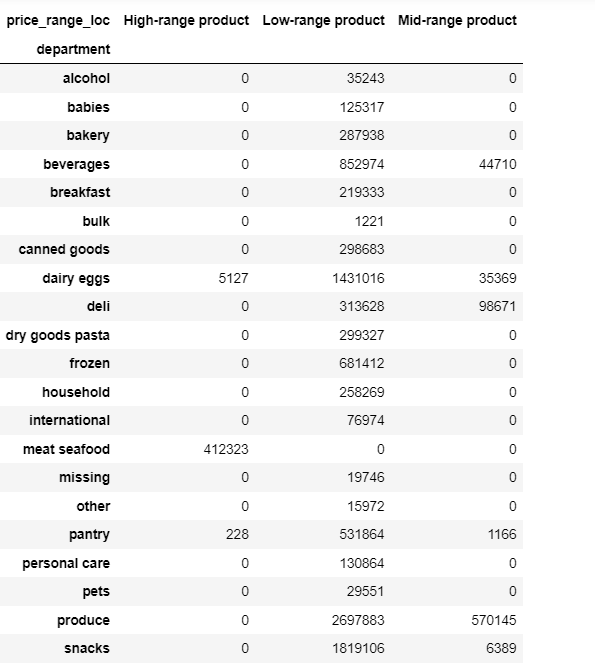 price_range_loc High-range product Low-range product Mid-range product
department
alcohol 0 35243 0
babies 0 125317 0
bakery 0 287938 0
beverages 0 852974 44710
breakfast 0 219333 0
bulk 0 1221 0
canned goods 0 298683 0
dairy eggs 5127 1431016 35369
deli 0 313628 98671
dry goods pasta 0 299327 0
frozen 0 681412 0
household 0 258269 0
international 0 76974 0
meat seafood 412323 0 0
missing 0 19746 0
other 0 15972 0
pantry 228 531864 1166
personal care 0 130864 0
pets 0 29551 0
produce 0 2697883 570145
snacks 0 1819106 6389